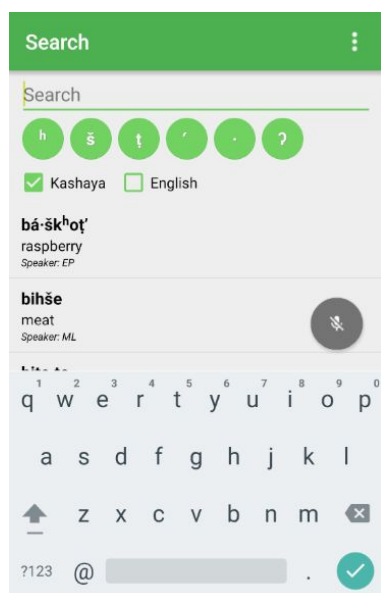 Search
Search
ʰ š ṭ ´ · ʔ
Kashaya English
bá·škʰoṭ’
raspberry
Speaker: EP
bihše
meat
Speaker: ML
1 2 3 4 5 6 7 8 9 0
q w e r t y u i o p
a s d f g h j k l
z x c v b n m
?123 @ .